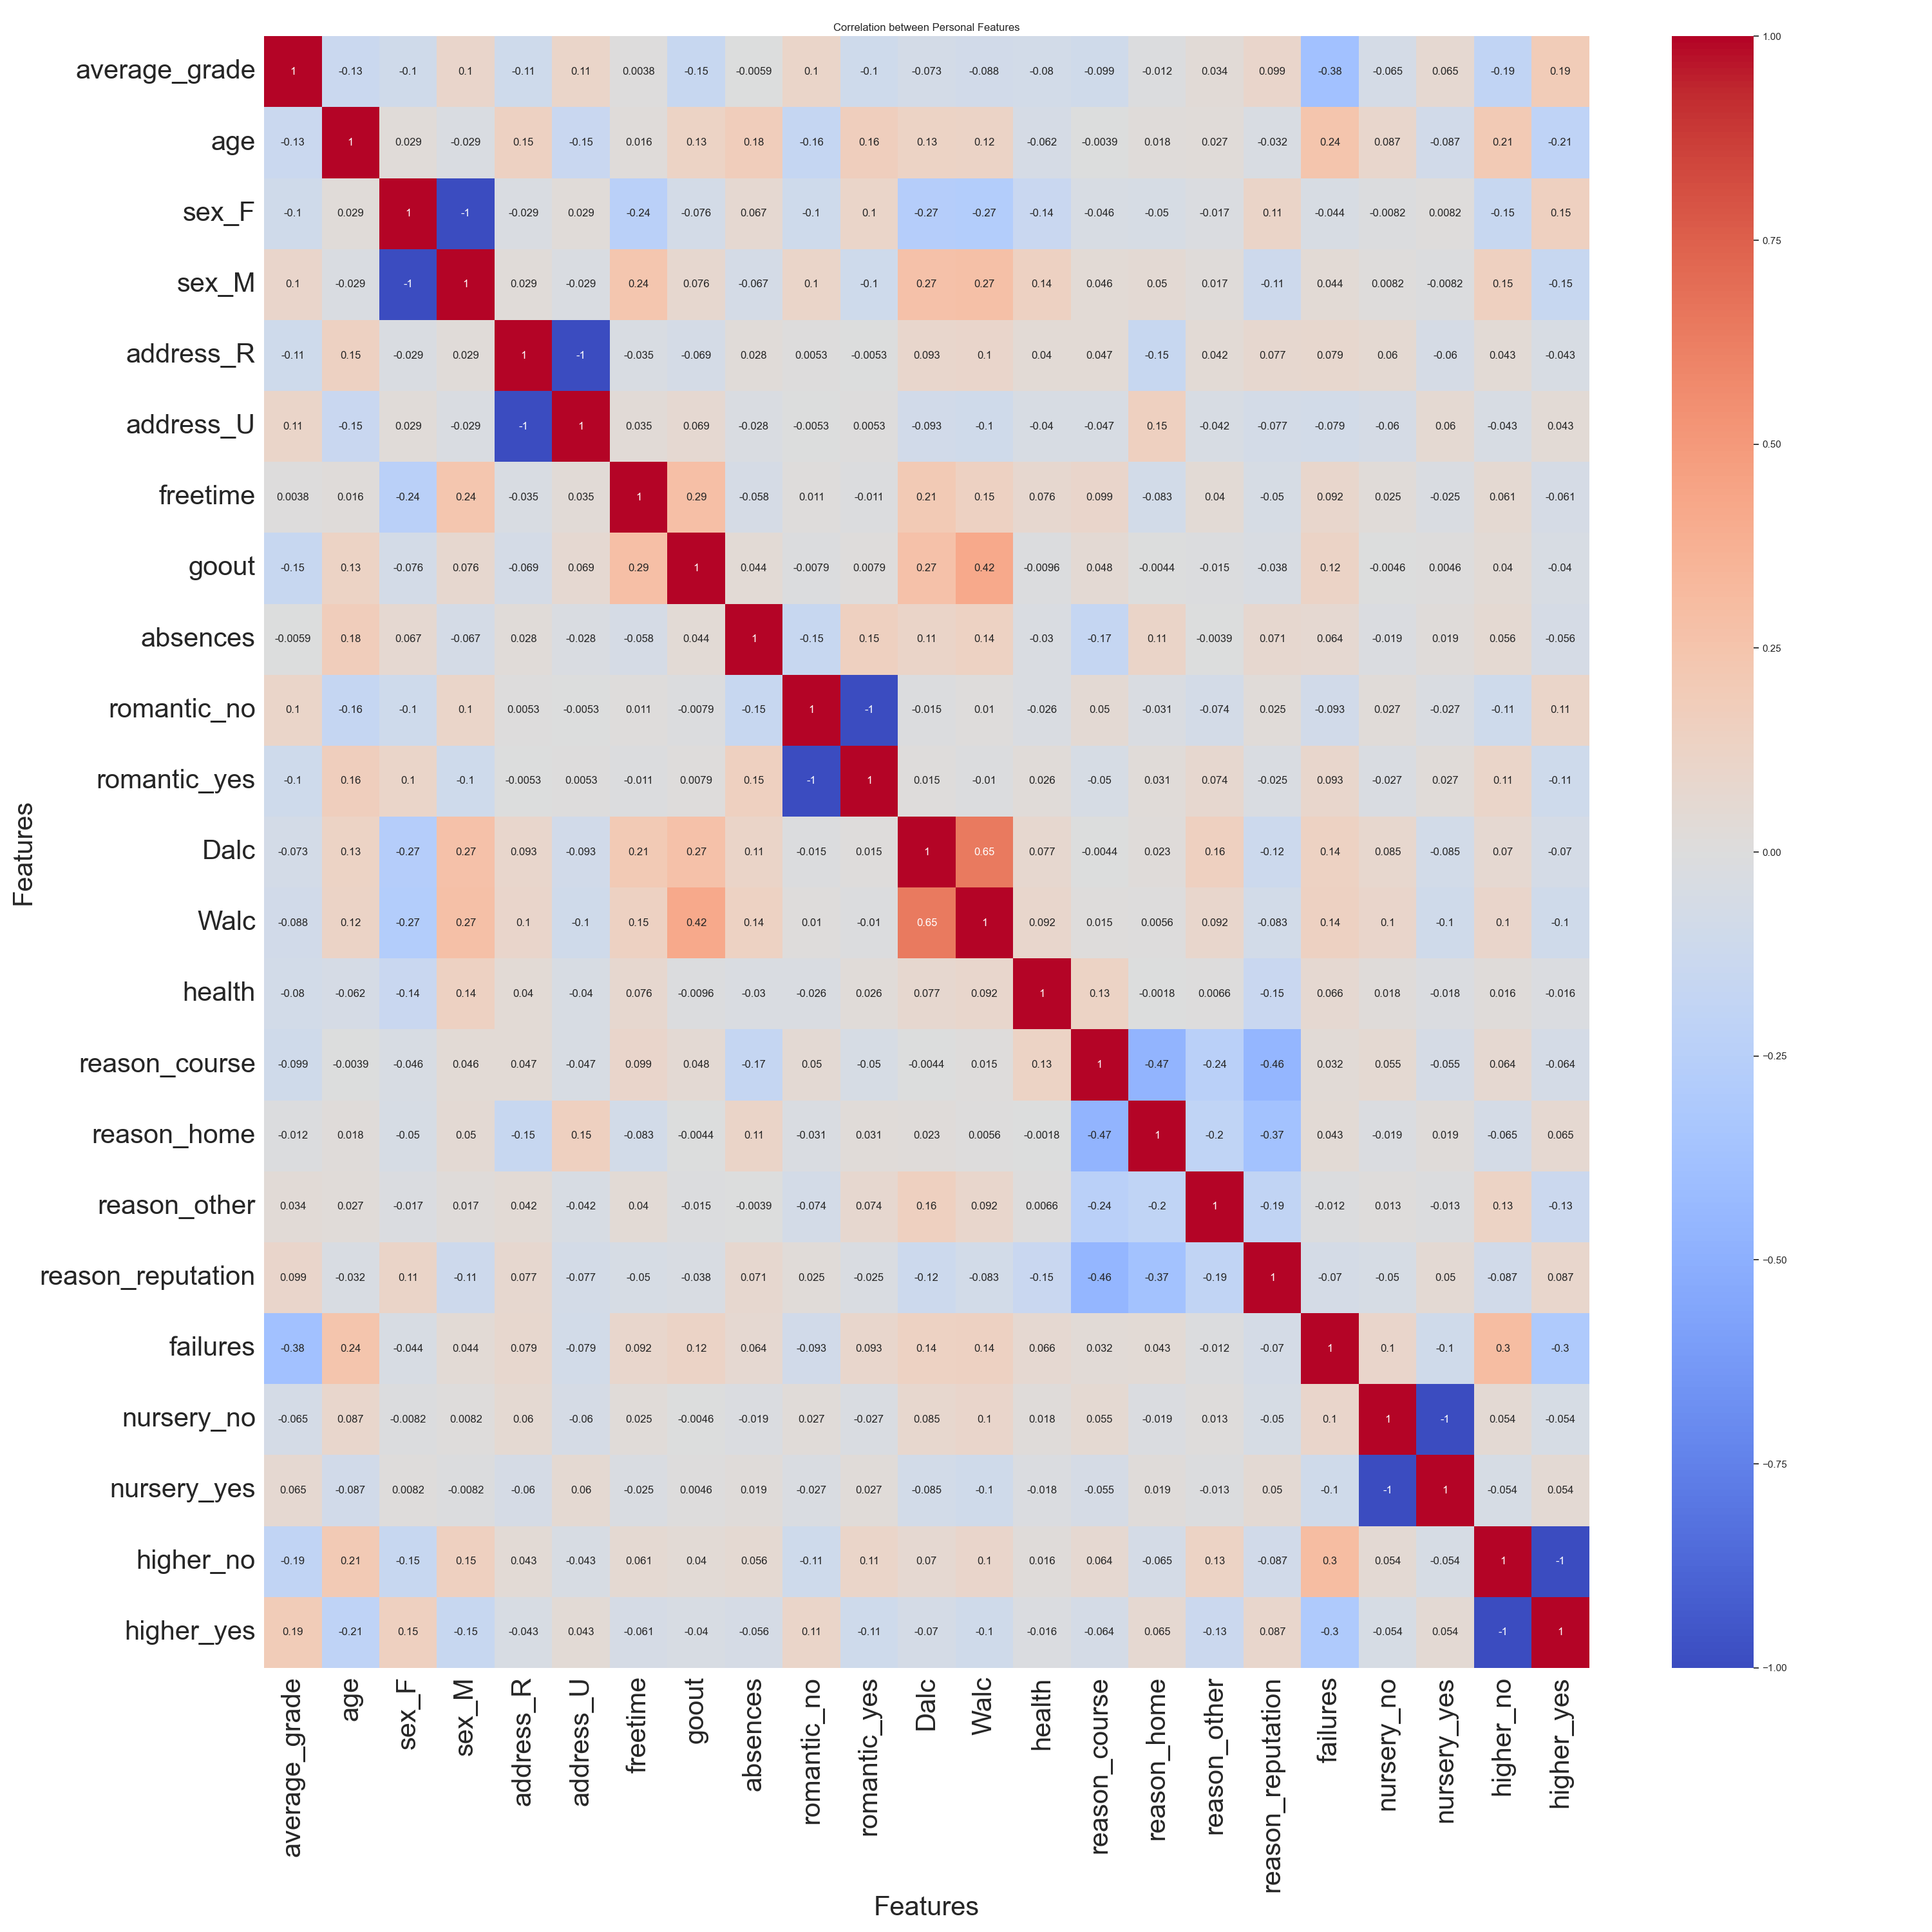 Correlation between Personal Features
average_grade 1 -0.13 -0.1 0.1 -0.11 0.11 0.0038 -0.15 -0.0059 0.1 -0.1 -0.073 -0.088 -0.08 -0.099 -0.012 0.034 0.099 -0.38 -0.065 0.065 -0.19 0.19
age -0.13 1 0.029 -0.029 0.15 -0.15 0.016 0.13 0.18 -0.16 0.16 0.13 0.12 -0.062 -0.0039 0.018 0.027 -0.032 0.24 0.087 -0.087 0.21 -0.21
sex_F -0.1 0.029 1 -1 -0.029 0.029 -0.24 -0.076 0.067 -0.1 0.1 -0.27 -0.27 -0.14 -0.046 -0.05 -0.017 0.11 -0.044 -0.0082 0.0082 -0.15 0.15
sex_M 0.1 -0.029 -1 1 0.029 -0.029 0.24 0.076 -0.067 0.1 -0.1 0.27 0.27 0.14 0.046 0.05 0.017 -0.11 0.044 0.0082 -0.0082 0.15 -0.15
address_R -0.11 0.15 -0.029 0.029 1 -1 -0.035 -0.069 0.028 0.0053 -0.0053 0.093 0.1 0.04 0.047 -0.15 0.042 0.077 0.079 0.06 -0.06 0.043 -0.043
address_U 0.11 -0.15 0.029 -0.029 -1 1 0.035 0.069 -0.028 -0.0053 0.0053 -0.093 -0.1 -0.04 -0.047 0.15 -0.042 -0.077 -0.079 -0.06 0.06 -0.043 0.043
freetime 0.0038 0.016 -0.24 0.24 -0.035 0.035 1 0.29 -0.058 0.011 -0.011 0.21 0.15 0.076 0.099 -0.083 0.04 -0.05 0.092 0.025 -0.025 0.061 -0.061
goout -0.15 0.13 -0.076 0.076 -0.069 0.069 0.29 1 0.044 -0.0079 0.0079 0.27 0.42 -0.0096 0.048 -0.0044 -0.015 -0.038 0.12 -0.0046 0.0046 0.04 -0.04
absences -0.0059 0.18 0.067 -0.067 0.028 -0.028 -0.058 0.044 1 -0.15 0.15 0.11 0.14 -0.03 -0.17 0.11 -0.0039 0.071 0.064 -0.019 0.019 0.056 -0.056
romantic_no 0.1 -0.16 -0.1 0.1 0.0053 -0.0053 0.011 -0.0079 -0.15 1 -1 -0.015 0.01 -0.026 0.05 -0.031 -0.074 0.025 -0.093 0.027 -0.027 -0.11 0.11
romantic_yes -0.1 0.16 0.1 -0.1 -0.0053 0.0053 -0.011 0.0079 0.15 -1 1 0.015 -0.01 0.026 -0.05 0.031 0.074 -0.025 0.093 -0.027 0.027 0.11 -0.11
Dalc -0.073 0.13 -0.27 0.27 0.093 -0.093 0.21 0.27 0.11 -0.015 0.015 1 0.65 0.077 -0.0044 0.023 0.16 -0.12 0.14 0.085 -0.085 0.07 -0.07
Walc -0.088 0.12 -0.27 0.27 0.1 -0.1 0.15 0.42 0.14 0.01 -0.01 0.65 1 0.092 0.015 0.0056 0.092 -0.083 0.14 0.1 -0.1 0.1 -0.1
health -0.08 -0.062 -0.14 0.14 0.04 -0.04 0.076 -0.0096 -0.03 -0.026 0.026 0.077 0.092 1 0.13 -0.0018 0.0066 -0.15 0.066 0.018 -0.018 0.016 -0.016
reason_course -0.099 -0.0039 -0.046 0.046 0.047 -0.047 0.099 0.048 -0.17 0.05 -0.05 -0.0044 0.015 0.13 1 -0.47 -0.24 -0.46 0.032 0.055 -0.055 0.064 -0.064
reason_home -0.012 0.018 -0.05 0.05 -0.15 0.15 -0.083 -0.0044 0.11 -0.031 0.031 0.023 0.0056 -0.0018 -0.47 1 -0.2 -0.37 0.043 -0.019 0.019 -0.065 0.065
reason_other 0.034 0.027 -0.017 0.017 0.042 -0.042 0.04 -0.015 -0.0039 -0.074 0.074 0.16 0.092 0.0066 -0.24 -0.2 1 -0.19 -0.012 0.013 -0.013 0.13 -0.13
reason_reputation 0.099 -0.032 0.11 -0.11 0.077 -0.077 -0.05 -0.038 0.071 0.025 -0.025 -0.12 -0.083 -0.15 -0.46 -0.37 -0.19 1 -0.07 -0.05 0.05 -0.087 0.087
failures -0.38 0.24 -0.044 0.044 0.079 -0.079 0.092 0.12 0.064 -0.093 0.093 0.14 0.14 0.066 0.032 0.043 -0.012 -0.07 1 0.1 -0.1 0.3 -0.3
nursery_no -0.065 0.087 -0.0082 0.0082 0.06 -0.06 0.025 -0.0046 -0.019 0.027 -0.027 0.085 0.1 0.018 0.055 -0.019 0.013 -0.05 0.1 1 -1 0.054 -0.054
nursery_yes 0.065 -0.087 0.0082 -0.0082 -0.06 0.06 -0.025 0.0046 0.019 -0.027 0.027 -0.085 -0.1 -0.018 -0.055 0.019 -0.013 0.05 -0.1 -1 1 -0.054 0.054
higher_no -0.19 0.21 -0.15 0.15 0.043 -0.043 0.061 0.04 0.056 -0.11 0.11 0.07 0.1 0.016 0.064 -0.065 0.13 -0.087 0.3 0.054 -0.054 1 -1
higher_yes 0.19 -0.21 0.15 -0.15 -0.043 0.043 -0.061 -0.04 -0.056 0.11 -0.11 -0.07 -0.1 -0.016 -0.064 0.065 -0.13 0.087 -0.3 -0.054 0.054 -1 1
Features
average_grade
age
sex_F
sex_M
address_R
address_U
freetime
goout
absences
romantic_no
romantic_yes
Dalc
Walc
health
reason_course
reason_home
reason_other
reason_reputation
failures
nursery_no
nursery_yes
higher_no
higher_yes
Features
1.00
0.75
0.50
0.25
0.00
−0.25
−0.50
−0.75
−1.00